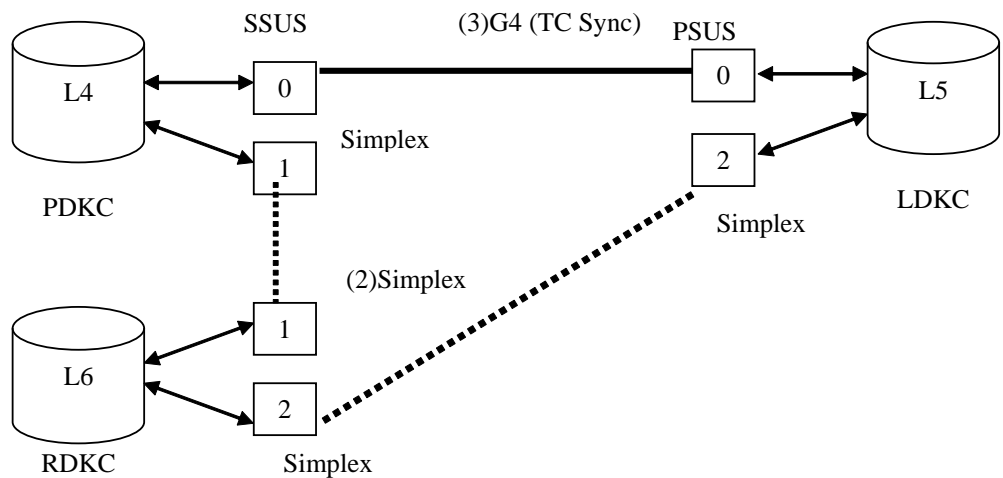 SSUS
(3)G4 (TC Sync)
PSUS
L4
0
0
L5
Simplex
1
2
PDKC
LDKC
Simplex
(2)Simplex
1
L6
2
RDKC
Simplex